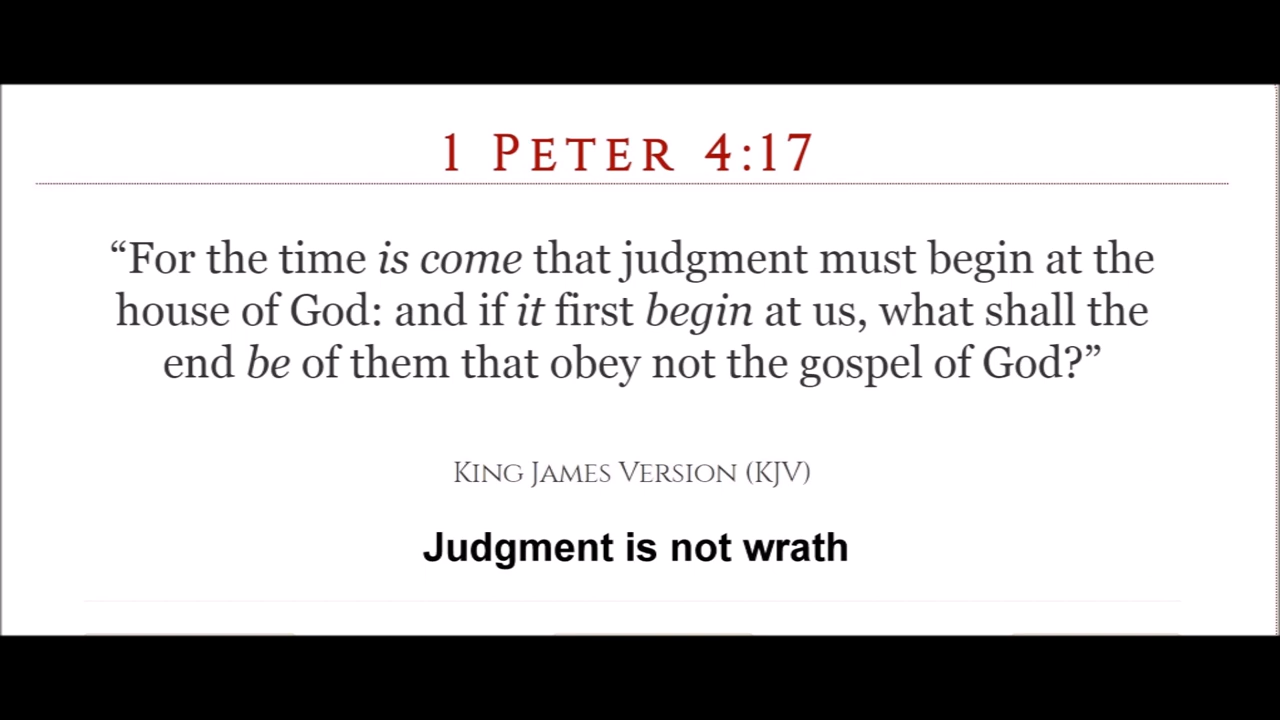 1 PETER 4:17
“For the time is come that judgment must begin at the
house of God: and if it first begin at us, what shall the
end be of them that obey not the gospel of God?”
KING JAMES VERSION (KJV)
Judgment is not wrath